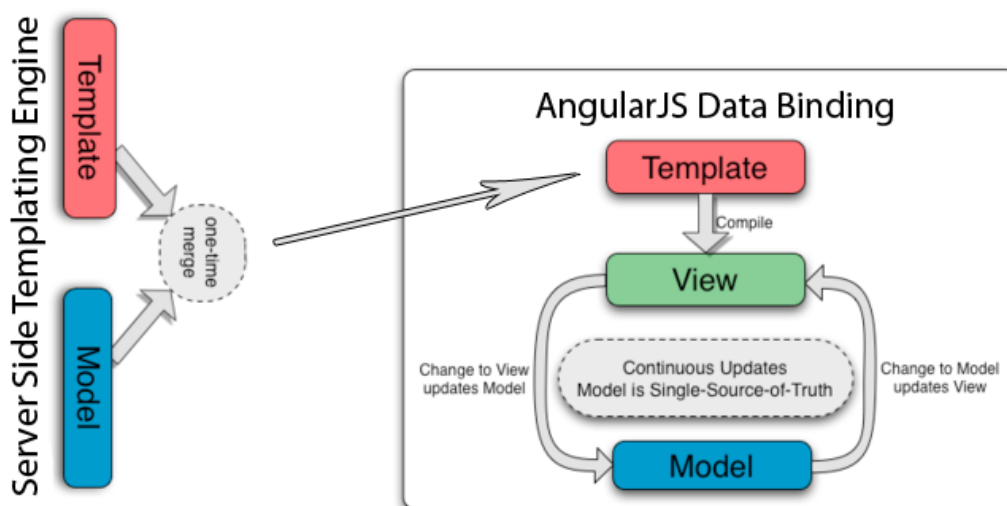 Server Side Templating Engine
Template
one-time
merge
Model
AngularJS Data Binding
Template
Compile
View
Change to View
updates Model
Continuous Updates
Model is Single-Source-of-Truth
Change to Model
updates View
Model